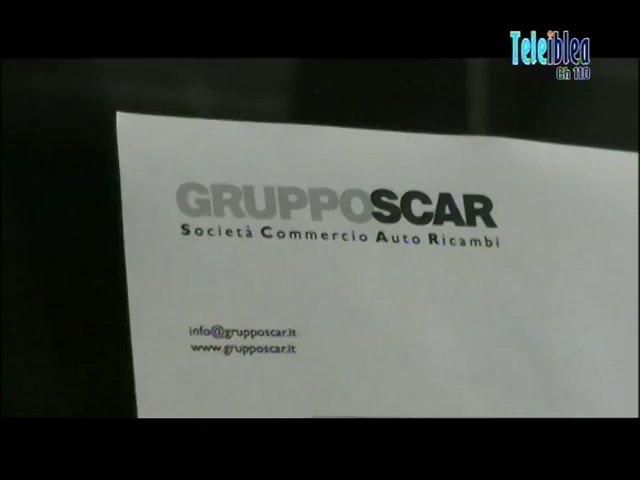 Teleiblea
Ch 110
GRUPPOSCAR
Società Commercio Auto Ricambi
info@grupposcar.it
www.grupposcar.it